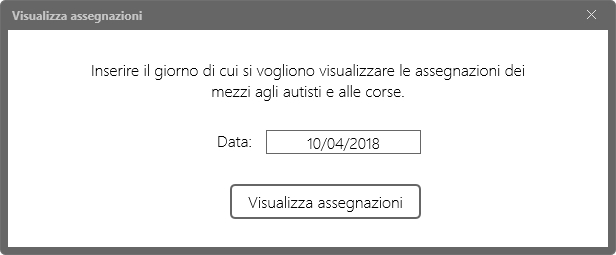 Visualizza assegnazioni
Inserire il giorno di cui si vogliono visualizzare le assegnazioni dei
mezzi agli autisti e alle corse.
Data: 10/04/2018
Visualizza assegnazioni